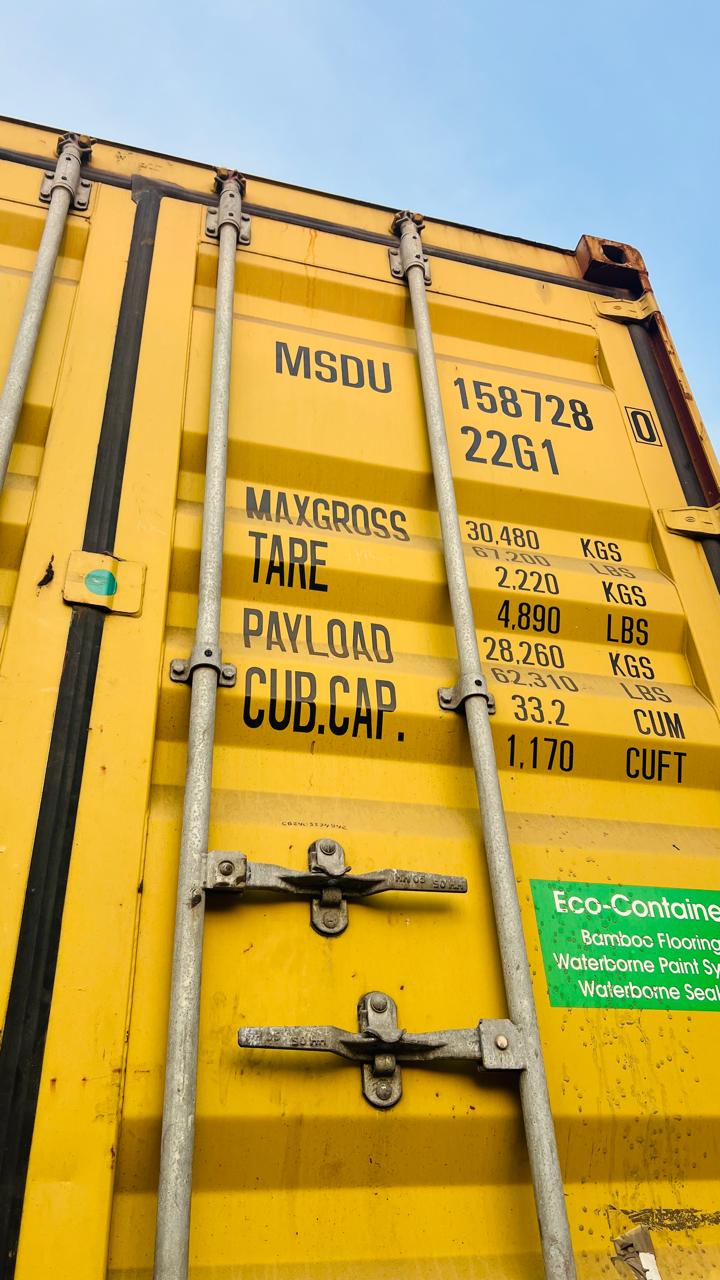 MSDU 158728 0
22G1
MAXGROSS 30,480 KGS
67,200 LBS
TARE 2,220 KGS
4,890 LBS
PAYLOAD 28,260 KGS
62,310 LBS
CUB.CAP. 33.2 CUM
1,170 CUFT
Eco-Containe
Bamboo Flooring
Waterborne Paint Sy
Waterborne Seal